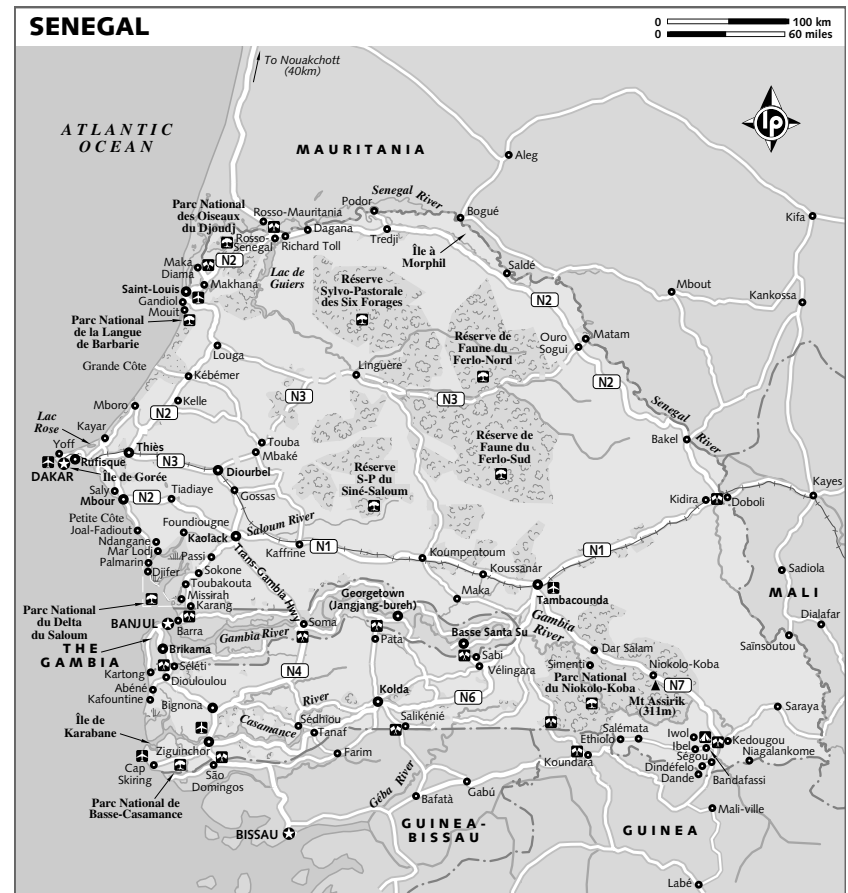 SENEGAL
0 100 km
0 60 miles
To Nouakchott
(40km)
ATLANTIC
OCEAN
lp
MAURITANIA
Aleg
Parc National
des Oiseaux
du Djoudj
Rosso-Mauritania
Podor
Senegal
River
Bogué
Kifa
Rosso-
Senegal
Dagana
Richard Toll
Tredji
Île à
Morphil
Maka
Diama
N2
Lac de
Guiers
Saldé
Saint-Louis
Makhana
Gandiol
Mouit
Réserve
Sylvo-Pastorale
des Six Forages
Mbout
Kankossa
N2
Parc National
de la Langue
de Barbarie
Réserve de
Faune du
Ferlo-Nord
Ouro
Sogui
Matam
Louga
Grande Côte
Linguère
Kébémer
N2
N3
N3
Senegal
River
Kelle
Mboro
N2
Lac
Rose
Kayar
Touba
Mbaké
Réserve de
Faune du
Ferlo-Sud
Bakel
Yoff
Thiès
Rufisque
N3
DAKAR
Île de Gorée
Diourbel
Réserve
S-P du
Siné-Saloum
Kayes
Saly
Mbour
N2
Tiadiaye
Gossas
Kidira
Doboli
Petite Côte
Joal-Fadiout
Foundiougne
Saloum River
Ndangane
Kaolack
Mar Lodj
N1
N1
Palmarin
Passi
Kaffrine
Koumpentoum
Djifer
Sokone
Trans-Gambia Hwy
Koussanar
Sadiola
Toubakouta
Georgetown
(Jangjang-bureh)
Maka
Tambacounda
MALI
Missirah
Karang
Parc National
du Delta
du Saloum
Dialafar
BANJUL
Barra
Gambia River
Soma
Gambia
River
THE
GAMBIA
Pata
Basse Santa Su
Saïnsoutou
Brikama
Sabi
Dar Salam
Kartong
Séléti
Diouloulou
N4
Vélingara
Simenti
Niokolo-Koba
Abéné
Kafountine
Kolda
N6
Parc National
du Niokolo-Koba
N7
Mt Assirik
(311m)
Bignona
River
Casamance
Sédhiou
Saraya
Île de
Karabane
Tanaf
Salikénié
Salémata
Iwol
Ethiolo
Ibel
Kedougou
Ziguinchor
Farim
Koundara
Ségou
Niagalankome
Cap
Skiring
São
Domingos
Dindéfelo
Dande
Bandafassi
Géba River
Gabú
Parc National de
Basse-Casamance
Bafatà
Mali-ville
BISSAU
GUINEA-
BISSAU
GUINEA
Labé